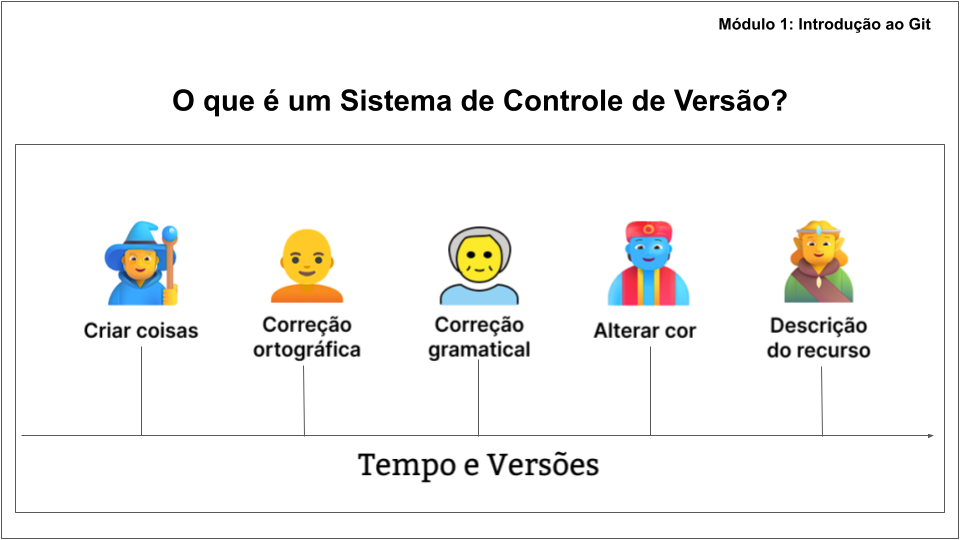 Módulo 1: Introdução ao Git
O que é um Sistema de Controle de Versão?
Criar coisas
Correção
ortográfica
Correção
gramatical
Alterar cor
Descrição
do recurso
Tempo e Versões